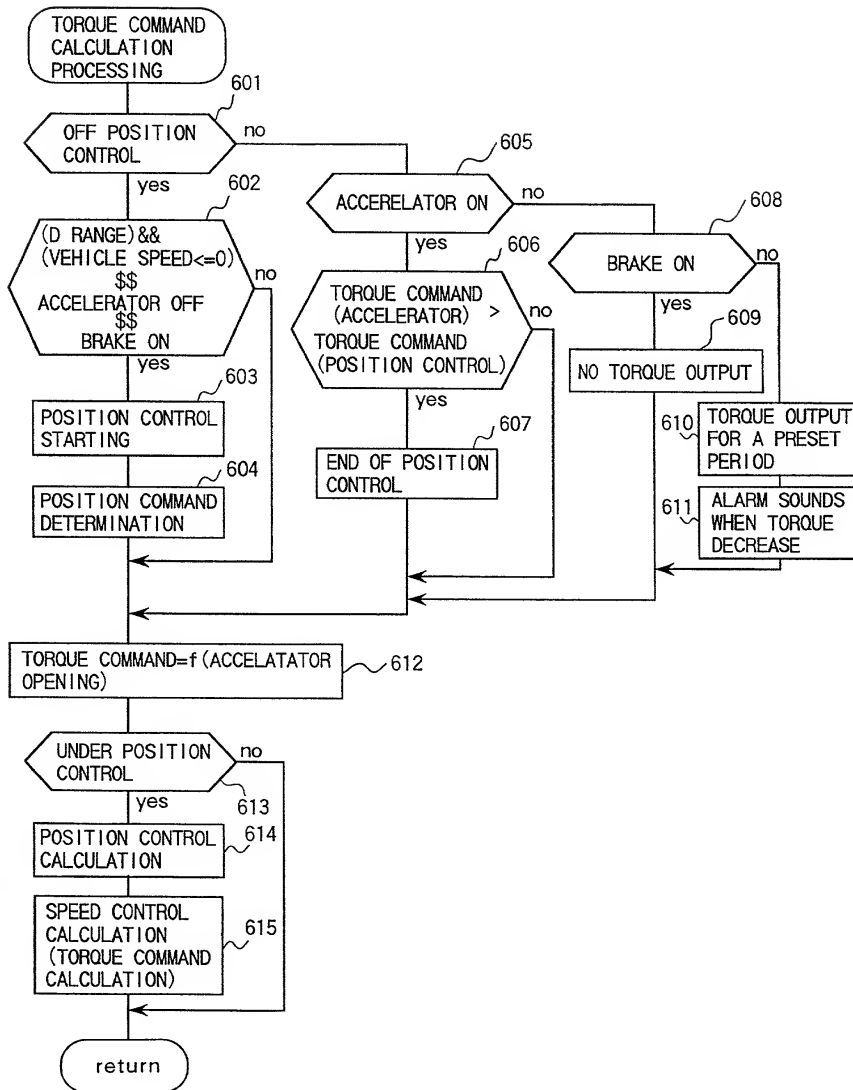 TORQUE COMMAND
CALCULATION
PROCESSING
601
OFF POSITION
CONTROL
no
yes
602
(D RANGE)&&
(VEHICLE SPEED<=0)
$$
ACCELERATOR OFF
$$
BRAKE ON
no
yes
603
POSITION CONTROL
STARTING
604
POSITION COMMAND
DETERMINATION
605
ACCERELATOR ON
no
yes
606
TORQUE COMMAND
(ACCELERATOR) >
TORQUE COMMAND
(POSITION CONTROL)
no
yes
607
END OF POSITION
CONTROL
608
BRAKE ON
no
yes
609
NO TORQUE OUTPUT
610
TORQUE OUTPUT
FOR A PRESET
PERIOD
611
ALARM SOUNDS
WHEN TORQUE
DECREASE
TORQUE COMMAND=f(ACCELATATOR
OPENING)
612
UNDER POSITION
CONTROL
no
613
yes
POSITION CONTROL
CALCULATION
614
SPEED CONTROL
CALCULATION
(TORQUE COMMAND
CALCULATION)
615
return